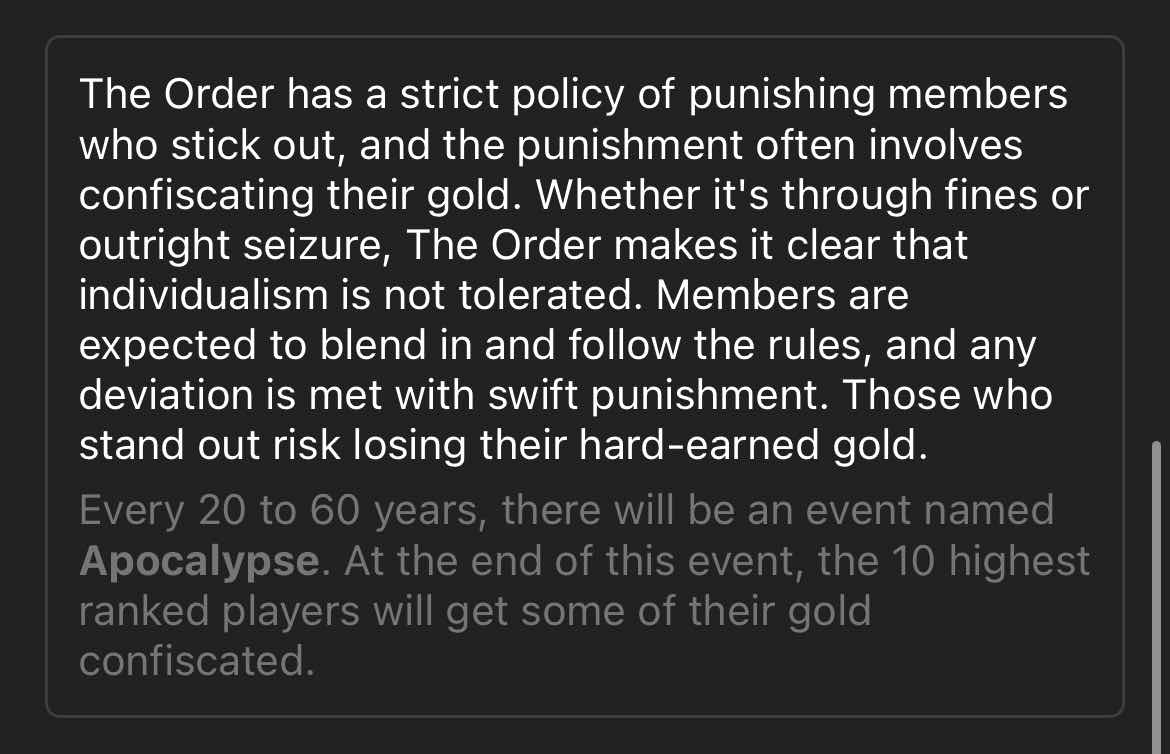 The Order has a strict policy of punishing members
who stick out, and the punishment often involves
confiscating their gold. Whether it's through fines or
outright seizure, The Order makes it clear that
individualism is not tolerated. Members are
expected to blend in and follow the rules, and any
deviation is met with swift punishment. Those who
stand out risk losing their hard-earned gold.
Every 20 to 60 years, there will be an event named
Apocalypse. At the end of this event, the 10 highest
ranked players will get some of their gold
confiscated.